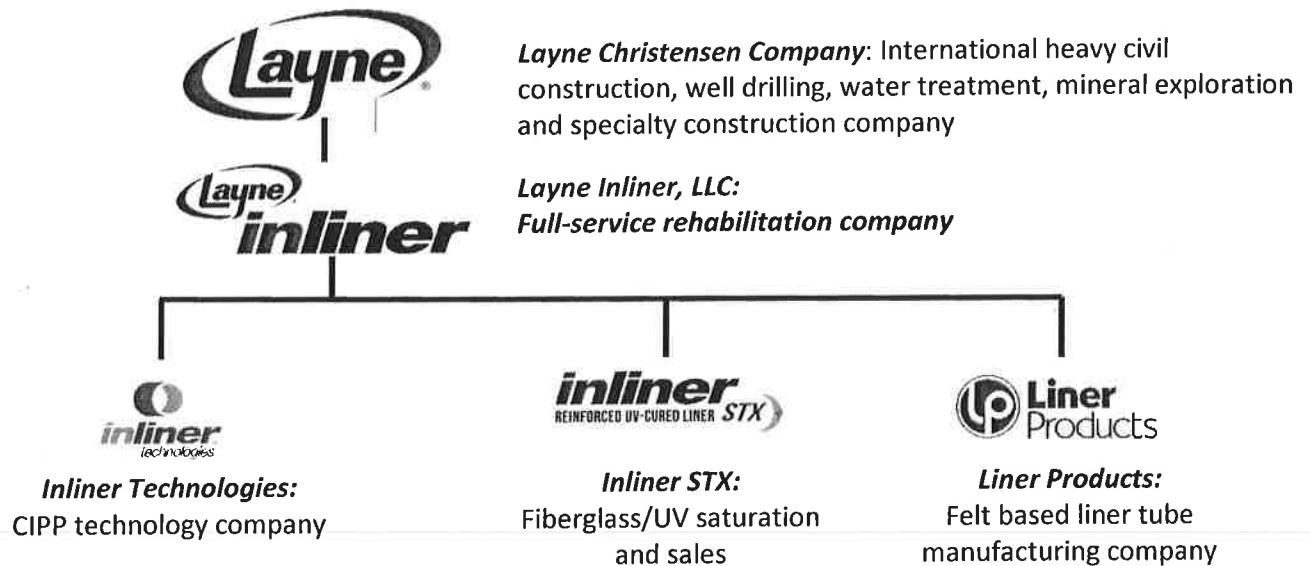 Layne®
Layne Christensen Company: International heavy civil
construction, well drilling, water treatment, mineral exploration
and specialty construction company
Layne
inliner
Layne Inliner, LLC:
Full-service rehabilitation company
inliner
technologies
Inliner Technologies:
CIPP technology company
inliner
REINFORCED UV-CURED LINER STX
Inliner STX:
Fiberglass/UV saturation
and sales
LP Liner
Products
Liner Products:
Felt based liner tube
manufacturing company